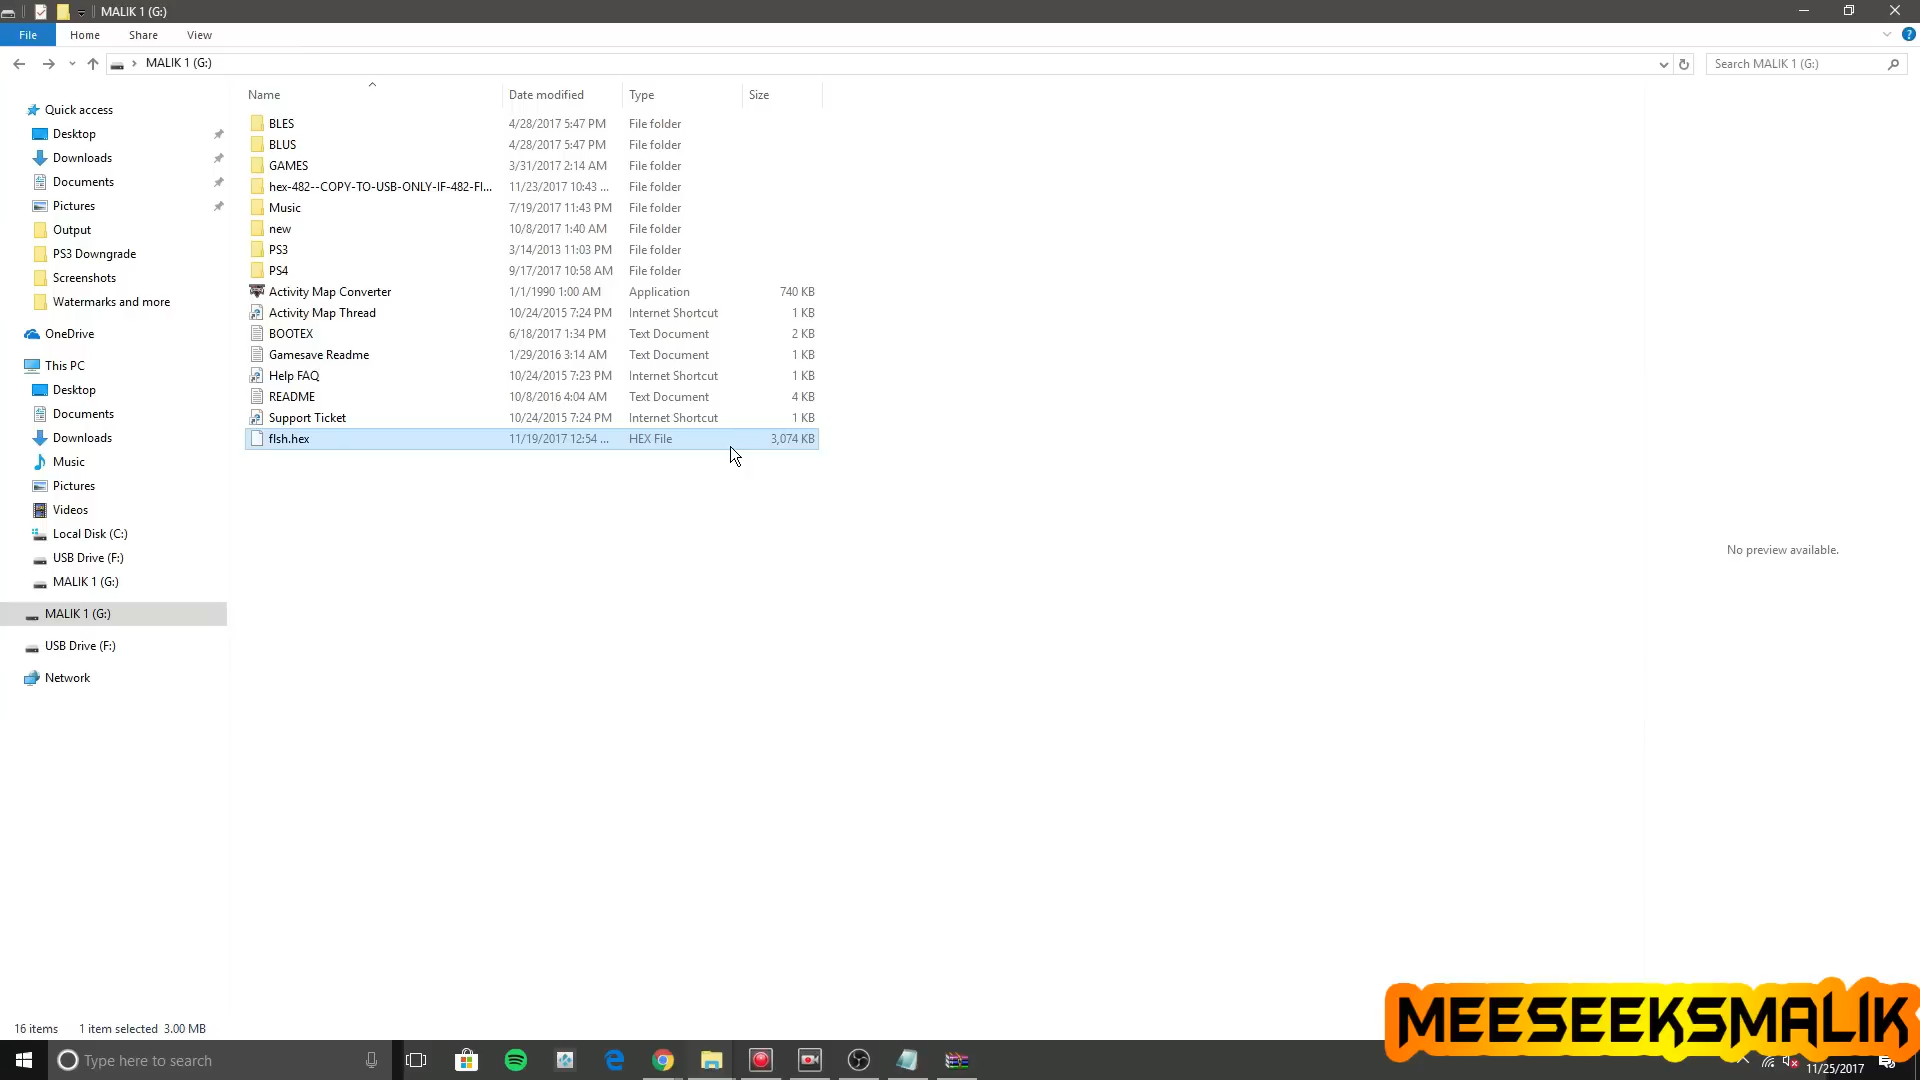 MALIK 1 (G:)
File Home Share View
MALIK 1 (G:)
Search MALIK 1 (G:)
Name Date modified Type Size
Quick access
Desktop
Downloads
Documents
Pictures
Output
PS3 Downgrade
Screenshots
Watermarks and more
OneDrive
This PC
Desktop
Documents
Downloads
Music
Pictures
Videos
Local Disk (C:)
USB Drive (F:)
MALIK 1 (G:)
MALIK 1 (G:)
USB Drive (F:)
Network
BLES 4/28/2017 5:47 PM File folder
BLUS 4/28/2017 5:47 PM File folder
GAMES 3/31/2017 2:14 AM File folder
hex-482--COPY-TO-USB-ONLY-IF-482-FI... 11/23/2017 10:43 ... File folder
Music 7/19/2017 11:43 PM File folder
new 10/8/2017 1:40 AM File folder
PS3 3/14/2013 11:03 PM File folder
PS4 9/17/2017 10:58 AM File folder
Activity Map Converter 1/1/1990 1:00 AM Application 740 KB
Activity Map Thread 10/24/2015 7:24 PM Internet Shortcut 1 KB
BOOTEX 6/18/2017 1:34 PM Text Document 2 KB
Gamesave Readme 1/29/2016 3:14 AM Text Document 1 KB
Help FAQ 10/24/2015 7:23 PM Internet Shortcut 1 KB
README 10/8/2016 4:04 AM Text Document 4 KB
Support Ticket 10/24/2015 7:24 PM Internet Shortcut 1 KB
flsh.hex 11/19/2017 12:54 ... HEX File 3,074 KB
No preview available.
16 items 1 item selected 3.00 MB
MEESEEKSMALIK
Type here to search
11/25/2017